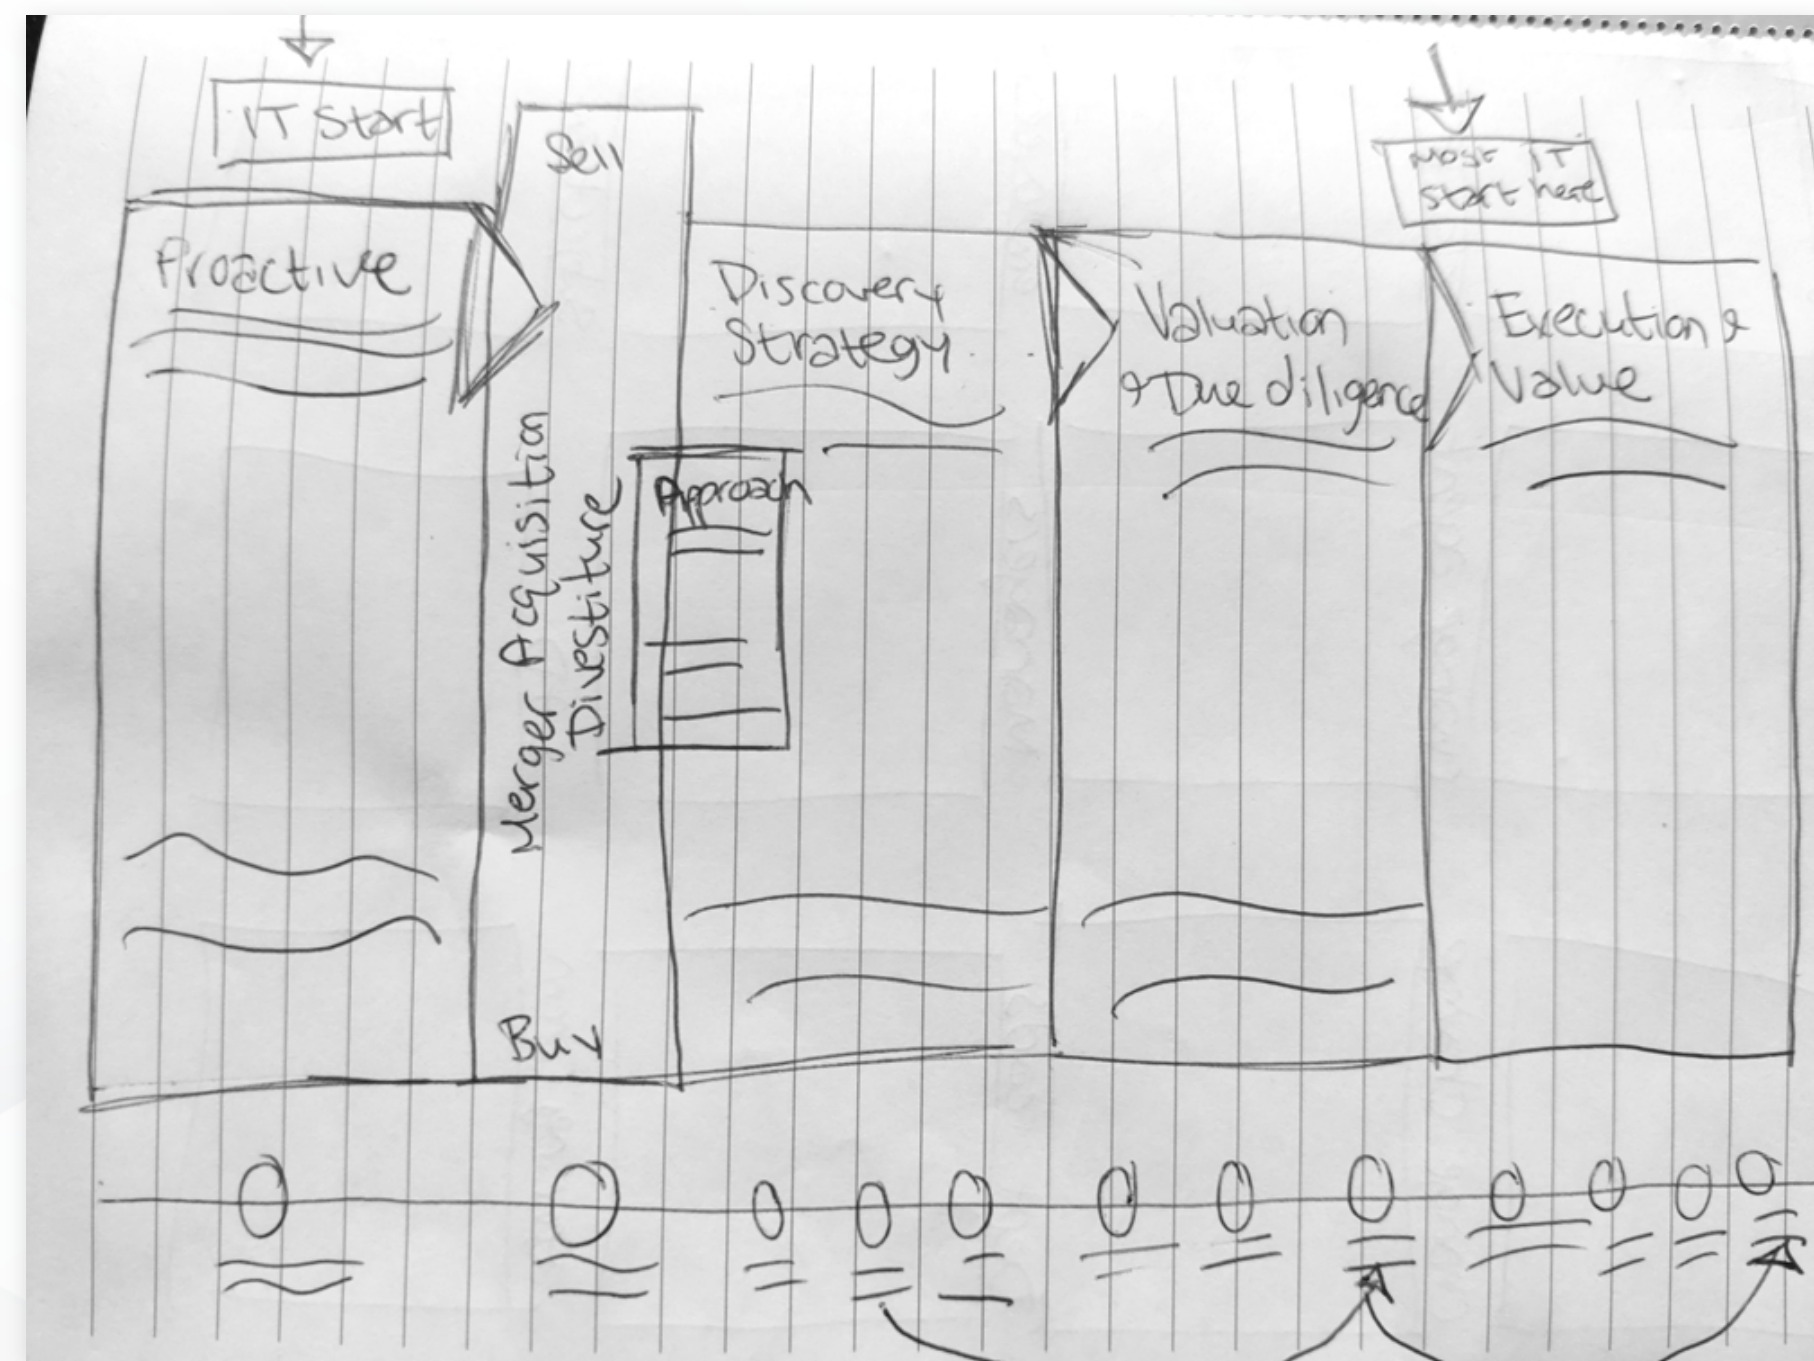 IT Start
Most IT
start here
Sell
Proactive
Discovery
Strategy
Valuation
& Due diligence
Execution &
Value
Approach
Merger Acquisition
Divestiture
Buy